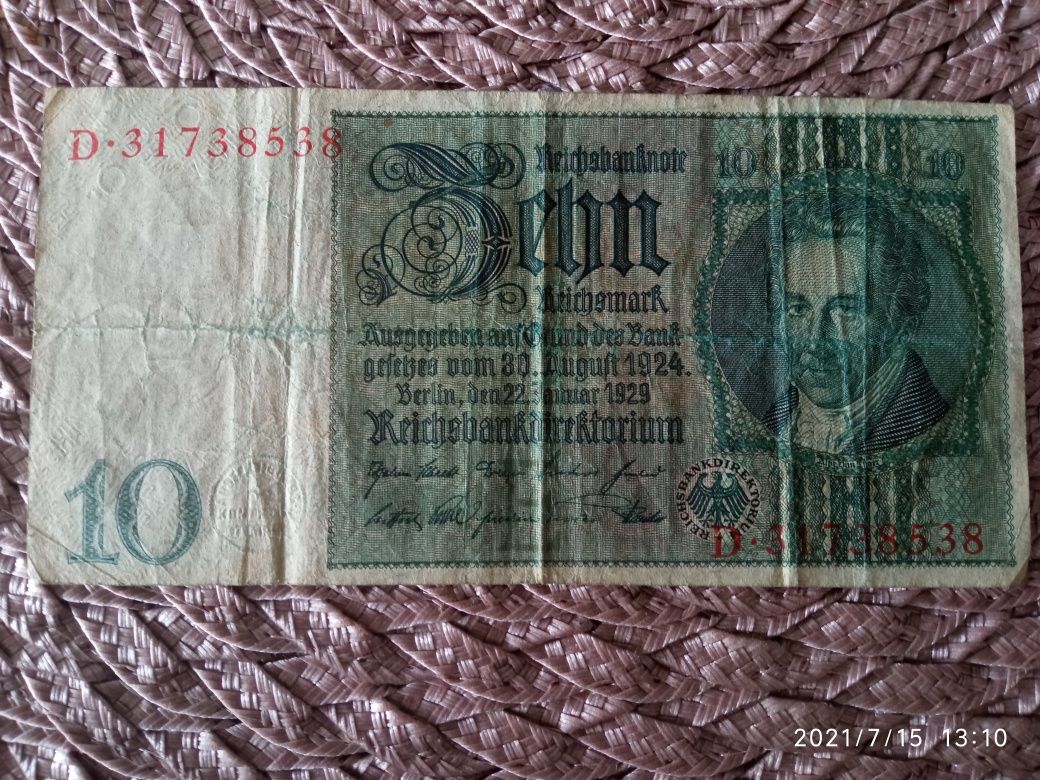 D·31738538
Reichsbanknote
Zehn
Reichsmark
Ausgegeben auf Grund des Bank-
gesetzes vom 30. August 1924.
Berlin, den 22. Januar 1929
Reichsbankdirektorium
10
10
10
REICHSBANKDIREKTORIUM
D·31738538
2021/7/15 13:10